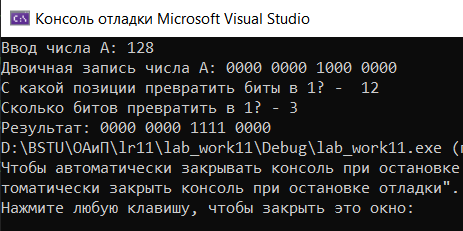 Консоль отладки Microsoft Visual Studio
Ввод числа A: 128
Двоичная запись числа A: 0000 0000 1000 0000
С какой позиции превратить биты в 1? -  12
Сколько битов превратить в 1? - 3
Результат: 0000 0000 1111 0000
D:\BSTU\ОАиП\lr11\lab_work11\Debug\lab_work11.exe (
Чтобы автоматически закрывать консоль при остановке
томатически закрыть консоль при остановке отладки".
Нажмите любую клавишу, чтобы закрыть это окно: